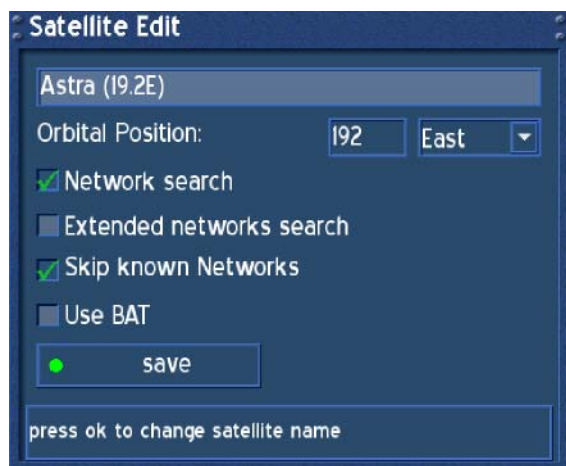 Satellite Edit
Astra (19.2E)
Orbital Position: 192 East
Network search
Extended networks search
Skip known Networks
Use BAT
save
press ok to change satellite name